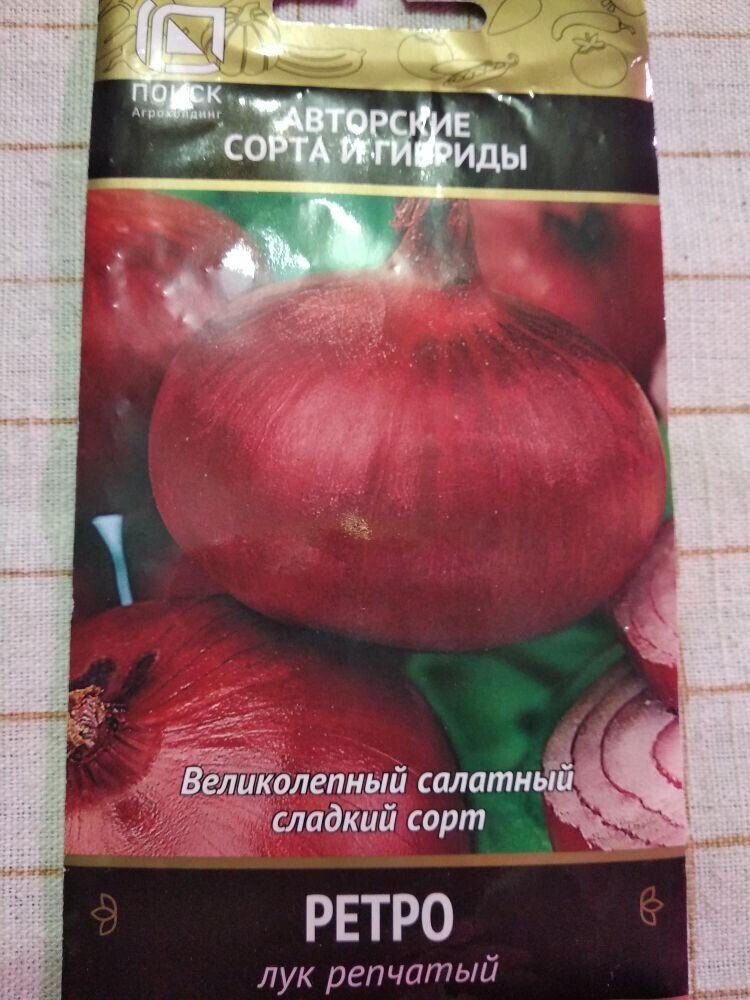 ПОИСК
Агрохолдинг
АВТОРСКИЕ
СОРТА И ГИБРИДЫ
Великолепный салатный
сладкий сорт
РЕТРО
лук репчатый